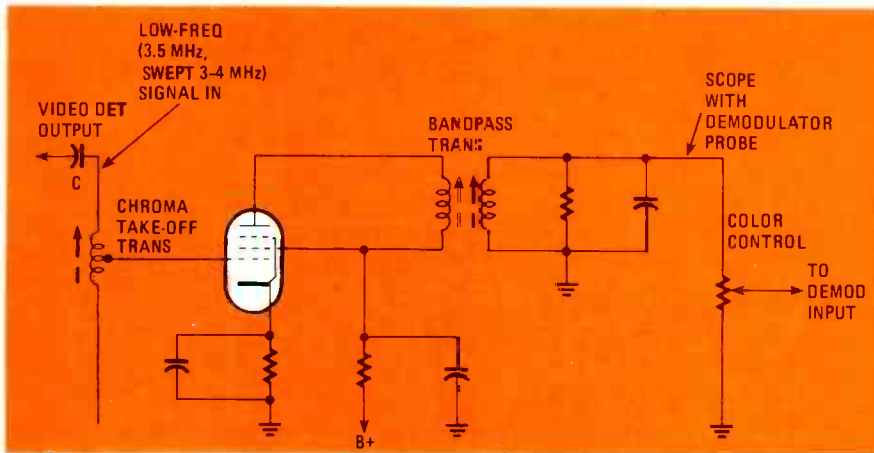 LOW-FREQ
(3.5 MHz,
SWEPT 3-4 MHz)
SIGNAL IN
VIDEO DET
OUTPUT
C
CHROMA
TAKE-OFF
TRANS
BANDPASS
TRANS
SCOPE
WITH
DEMODULATOR
PROBE
COLOR
CONTROL
TO
DEMOD
INPUT
B+